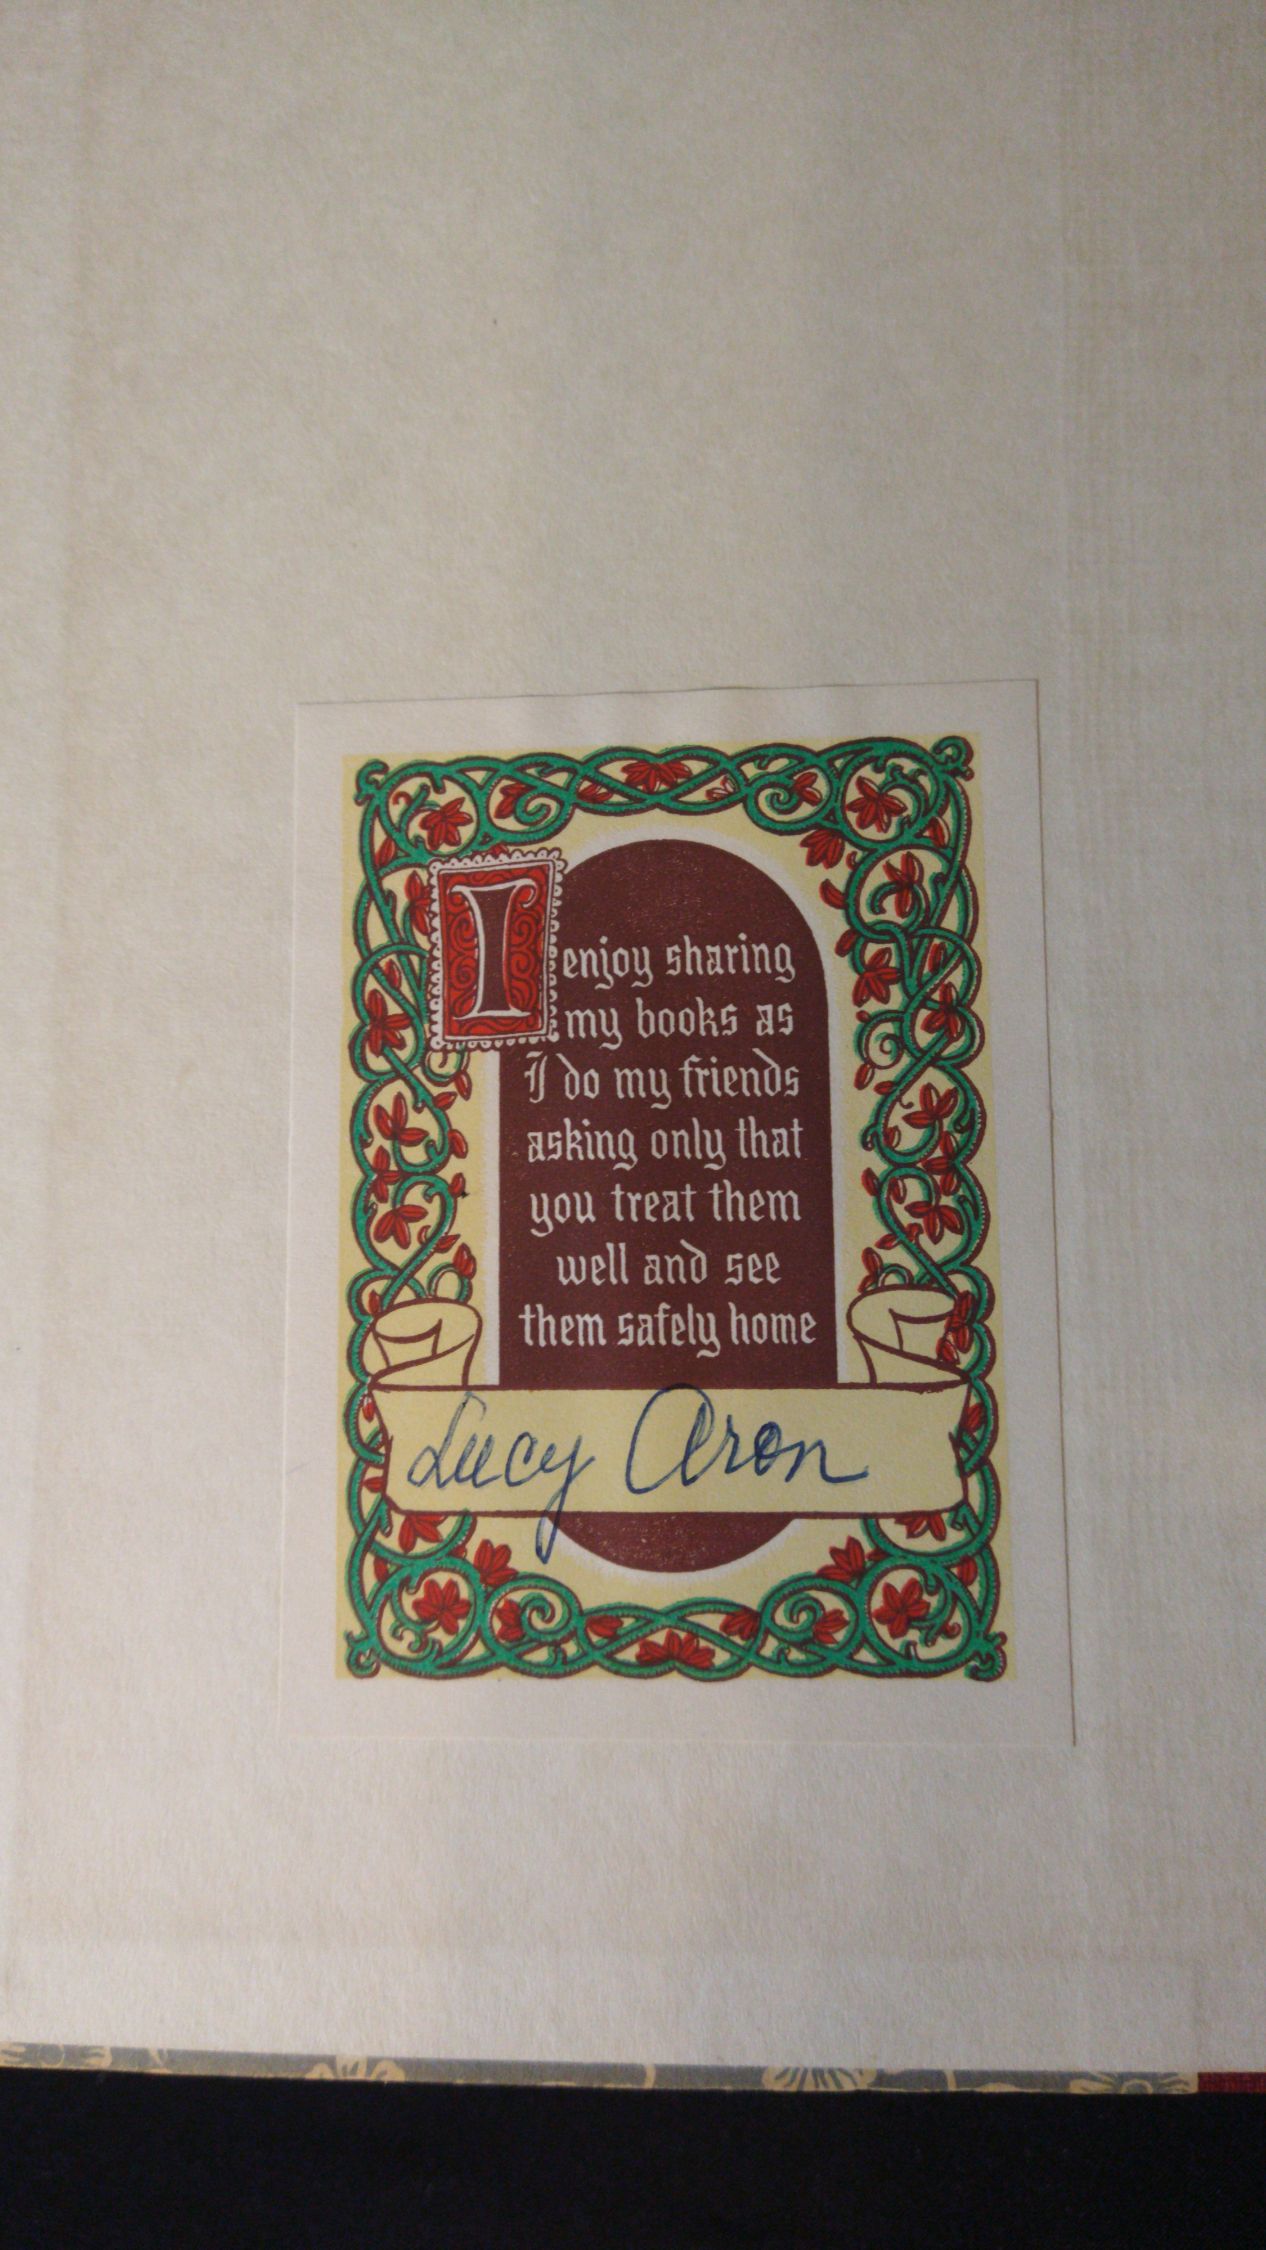 I enjoy sharing
my books as
I do my friends
asking only that
you treat them
well and see
them safely home
Lucy Aron